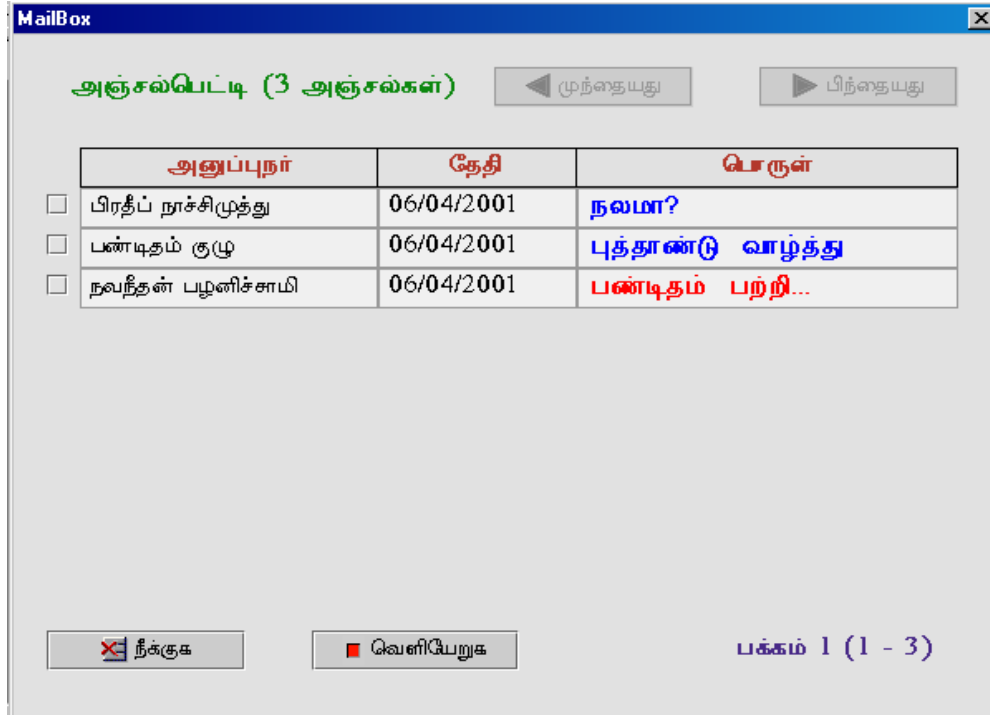 MailBox
அஞ்சல்பெட்டி (3 அஞ்சல்கள்) முந்தையது பிந்தையது
அனுப்புநர் தேதி பொருள்
பிரதீப் நாச்சிமுத்து 06/04/2001 நலமா?
பண்டிதம் குழு 06/04/2001 புத்தாண்டு வாழ்த்து
நவநீதன் பழனிச்சாமி 06/04/2001 பண்டிதம் பற்றி...
நீக்குக வெளியேறுக பக்கம் 1 (1 - 3)